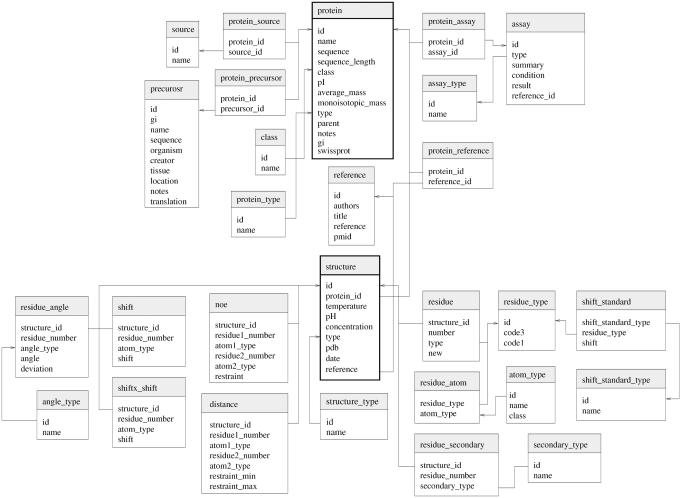 source
id
name
protein_source
protein_id
source_id
protein
id
name
sequence
sequence_length
class
pI
average_mass
monoisotopic_mass
type
parent
notes
gi
swissprot
protein_assay
protein_id
assay_id
assay
id
type
summary
condition
result
reference_id
precurosr
id
gi
name
sequence
organism
creator
tissue
location
notes
translation
protein_precursor
protein_id
precursor_id
assay_type
id
name
class
id
name
protein_type
id
name
reference
id
authors
title
reference
pmid
protein_reference
protein_id
reference_id
structure
id
protein_id
temperature
pH
concentration
type
pdb
date
reference
residue_angle
structure_id
residue_number
angle_type
angle
deviation
shift
structure_id
residue_number
atom_type
shift
noe
structure_id
residue1_number
atom1_type
residue2_number
atom2_type
restraint
residue
structure_id
number
type
new
residue_type
id
code3
code1
shift_standard
shift_standard_type
residue_type
shift
angle_type
id
name
shiftx_shift
structure_id
residue_number
atom_type
shift
distance
structure_id
residue1_number
atom1_type
residue2_number
atom2_type
restraint_min
restraint_max
structure_type
id
name
residue_atom
residue_type
atom_type
atom_type
id
name
class
shift_standard_type
id
name
residue_secondary
structure_id
residue_number
secondary_type
secondary_type
id
name